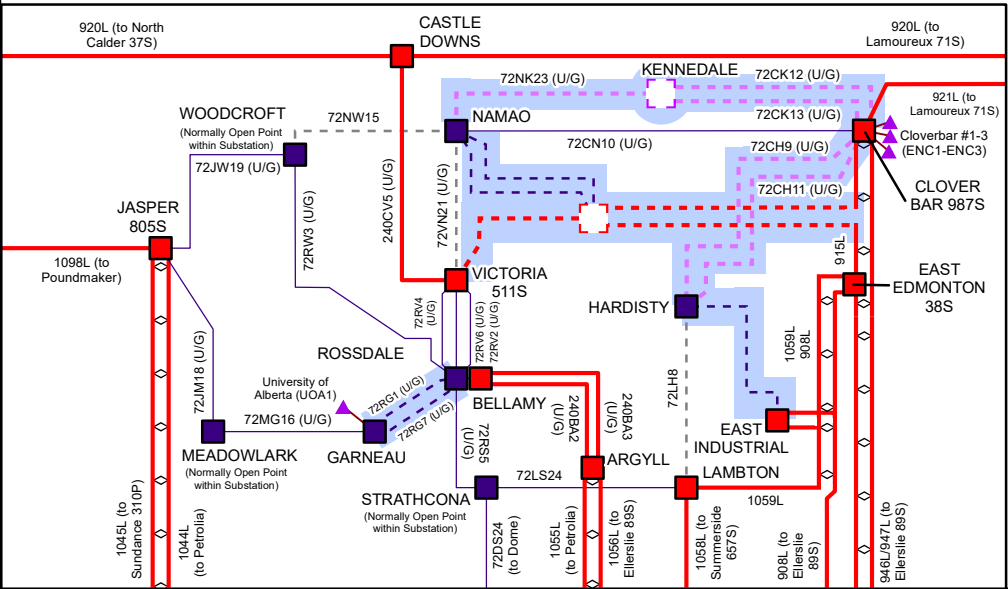 920L (to North
Calder 37S)
CASTLE
DOWNS
920L (to
Lamoureux 71S)
KENNEDALE
72NK23 (U/G)
72CK12 (U/G)
921L (to
Lamoureux 71S)
WOODCROFT
(Normally Open Point
within Substation)
72NW15
NAMAO
72CK13 (U/G)
72CN10 (U/G)
72CH9 (U/G)
Cloverbar #1-3
(ENC1-ENC3)
72JW19 (U/G)
72CH11 (U/G)
CLOVER
BAR 987S
JASPER
805S
72RW3 (U/G)
240CV5 (U/G)
72VN21 (U/G)
915L
1098L (to
Poundmaker)
VICTORIA
511S
EAST
EDMONTON
38S
HARDISTY
72RV4
(U/G)
72RV6 (U/G)
72RV2 (U/G)
1059L
908L
ROSSDALE
72JM18 (U/G)
University of
Alberta (UOA1)
72RG1 (U/G)
72RG7 (U/G)
BELLAMY
72LH8
72MG16 (U/G)
MEADOWLARK
(Normally Open Point
within Substation)
GARNEAU
72RS5
(U/G)
240BA2
(U/G)
240BA3
(U/G)
EAST
INDUSTRIAL
ARGYLL
LAMBTON
72LS24
1059L
STRATHCONA
(Normally Open Point
within Substation)
1045L (to
Sundance 310P)
1044L
(to Petrolia)
72DS24
(to Dome)
1055L
(to Petrolia)
1056L (to
Ellerslie 89S)
1058L (to
Summerside
657S)
908L (to
Ellerslie
89S)
946L/947L (to
Ellerslie 89S)